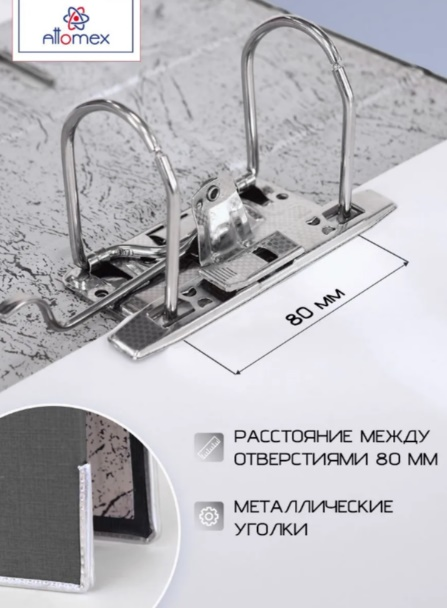 Attomex
80 мм
РАССТОЯНИЕ МЕЖДУ
ОТВЕРСТИЯМИ 80 ММ
МЕТАЛЛИЧЕСКИЕ
УГОЛКИ